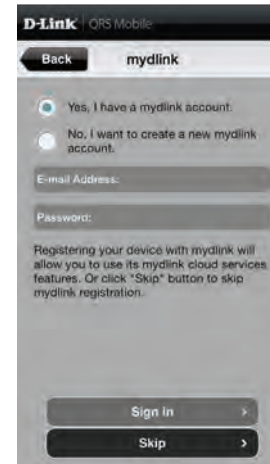 D-Link QRS Mobile
Back mydlink
Yes, I have a mydlink account.
No, I want to create a new mydlink
account.
E-mail Address:
Password:
Registering your device with mydlink will
allow you to use its mydlink cloud services
features. Or click "Skip" button to skip
mydlink registration.
Sign In
Skip